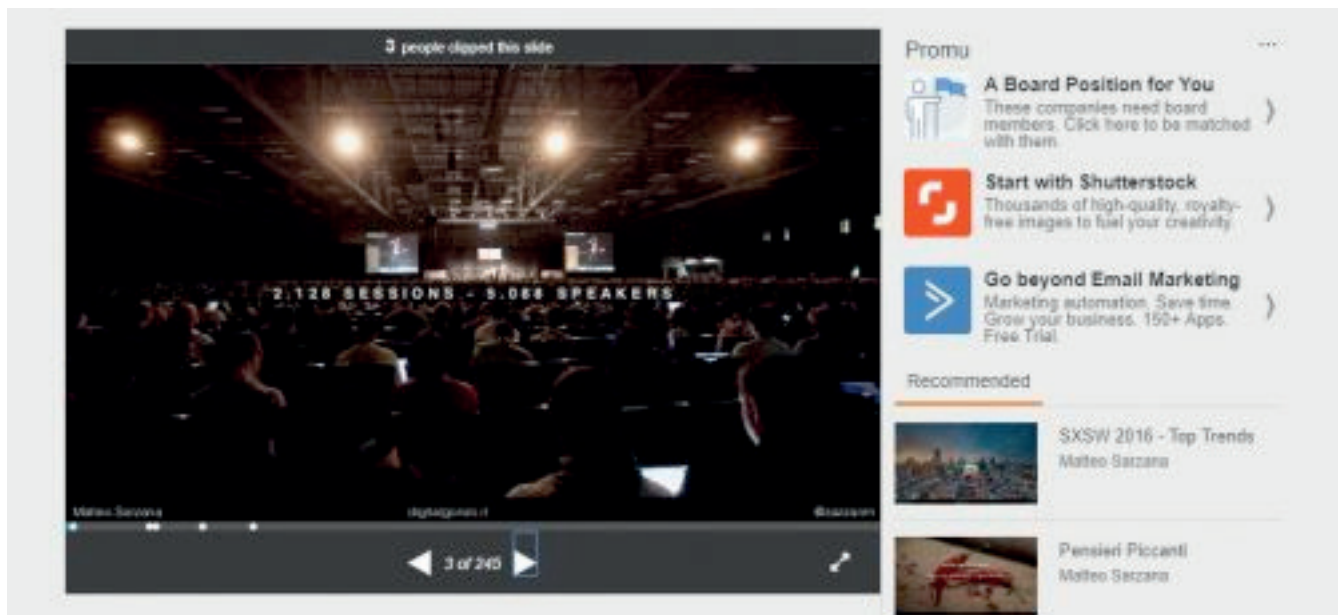 3 people clipped this slide
2.128 SESSIONS - 5.088 SPEAKERS
Matteo Sarzana
3 of 245
Promu
...
A Board Position for You
These companies need board
members. Click here to be matched
with them.
Start with Shutterstock
Thousands of high-quality, royalty-
free images to fuel your creativity.
Go beyond Email Marketing
Marketing automation. Save time.
Grow your business. 150+ Apps.
Free Trial.
Recommended
SXSW 2016 - Top Trends
Matteo Sarzana
Pensieri Piccanti
Matteo Sarzana